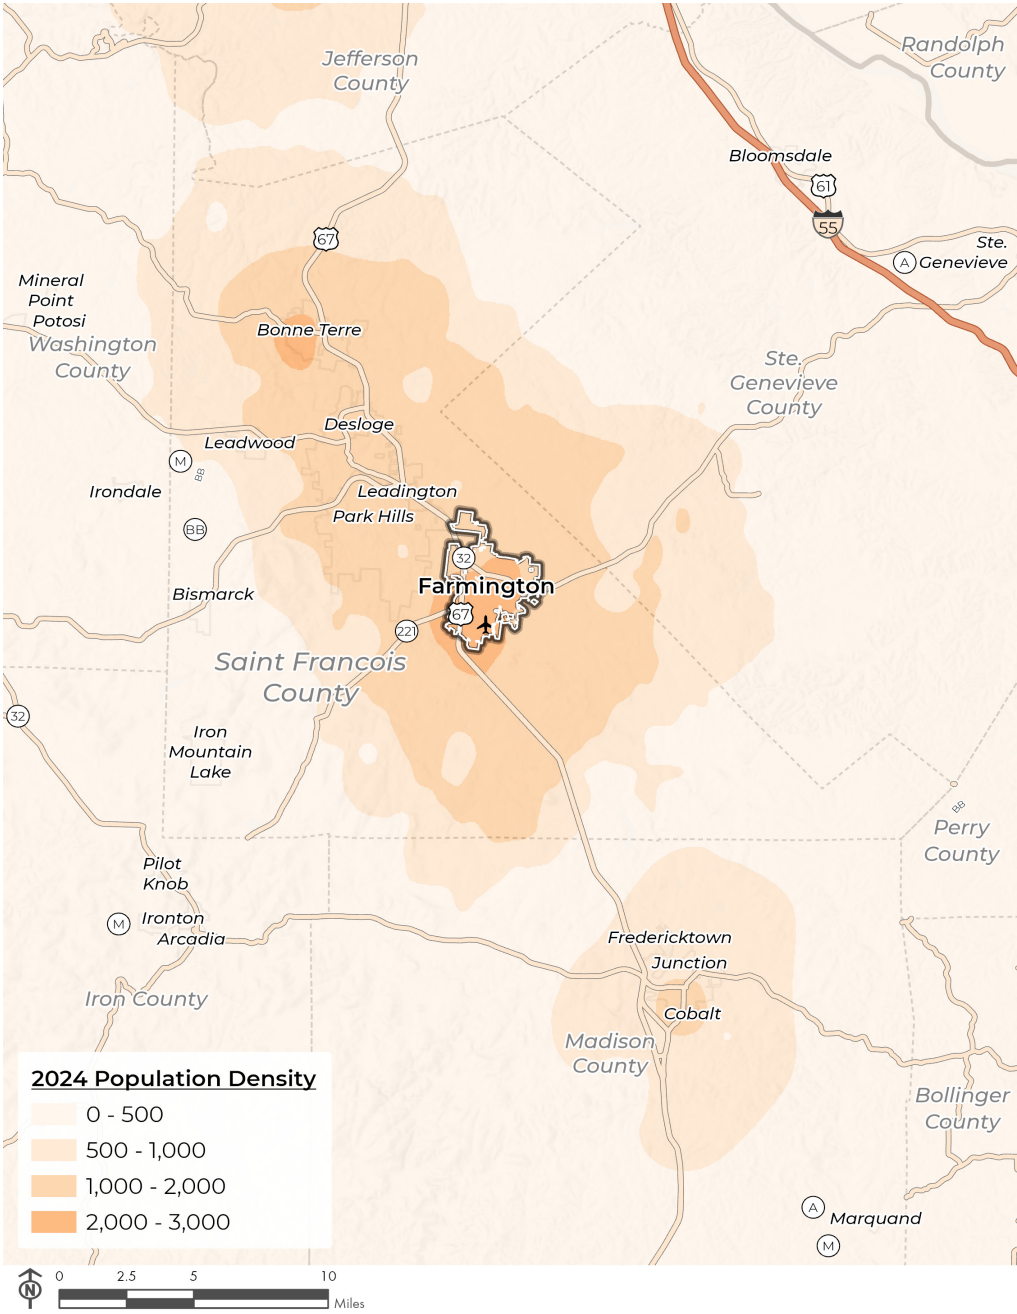 Jefferson
County
Randolph
County
Bloomsdale
61
55
Ste.
Genevieve
A
67
Mineral
Point
Potosi
Washington
County
Bonne Terre
Ste.
Genevieve
County
Desloge
Leadwood
M
BB
Irondale
Leadington
Park Hills
BB
32
Farmington
Bismarck
67
221
Saint Francois
County
32
Iron
Mountain
Lake
BB
Perry
County
Pilot
Knob
M
Ironton
Arcadia
Fredericktown
Junction
Iron County
Cobalt
Madison
County
Bollinger
County
2024 Population Density
0 - 500
500 - 1,000
1,000 - 2,000
2,000 - 3,000
A
Marquand
M
N
0 2.5 5 10
Miles